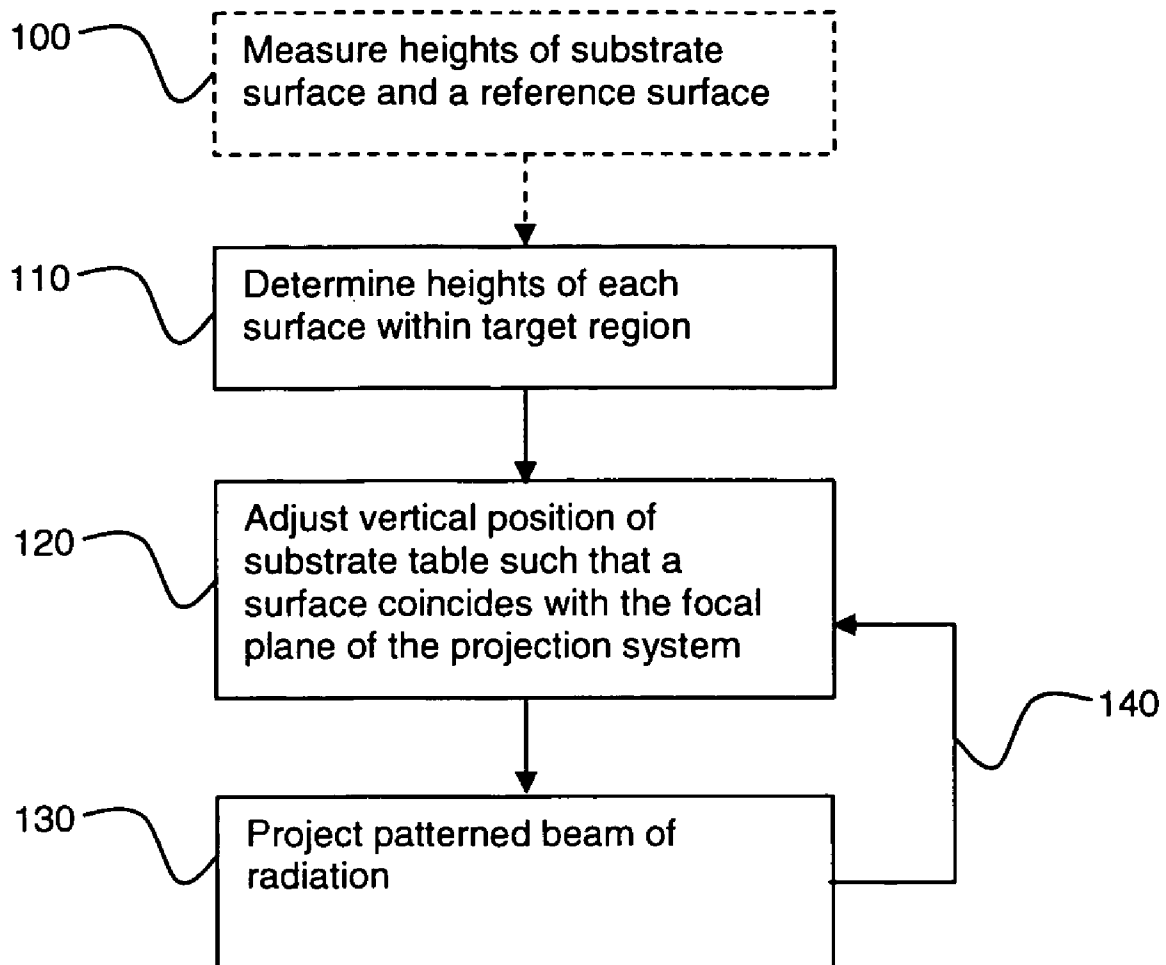 100
Measure heights of substrate
surface and a reference surface
110
Determine heights of each
surface within target region
120
Adjust vertical position of
substrate table such that a
surface coincides with the focal
plane of the projection system
140
130
Project patterned beam of
radiation